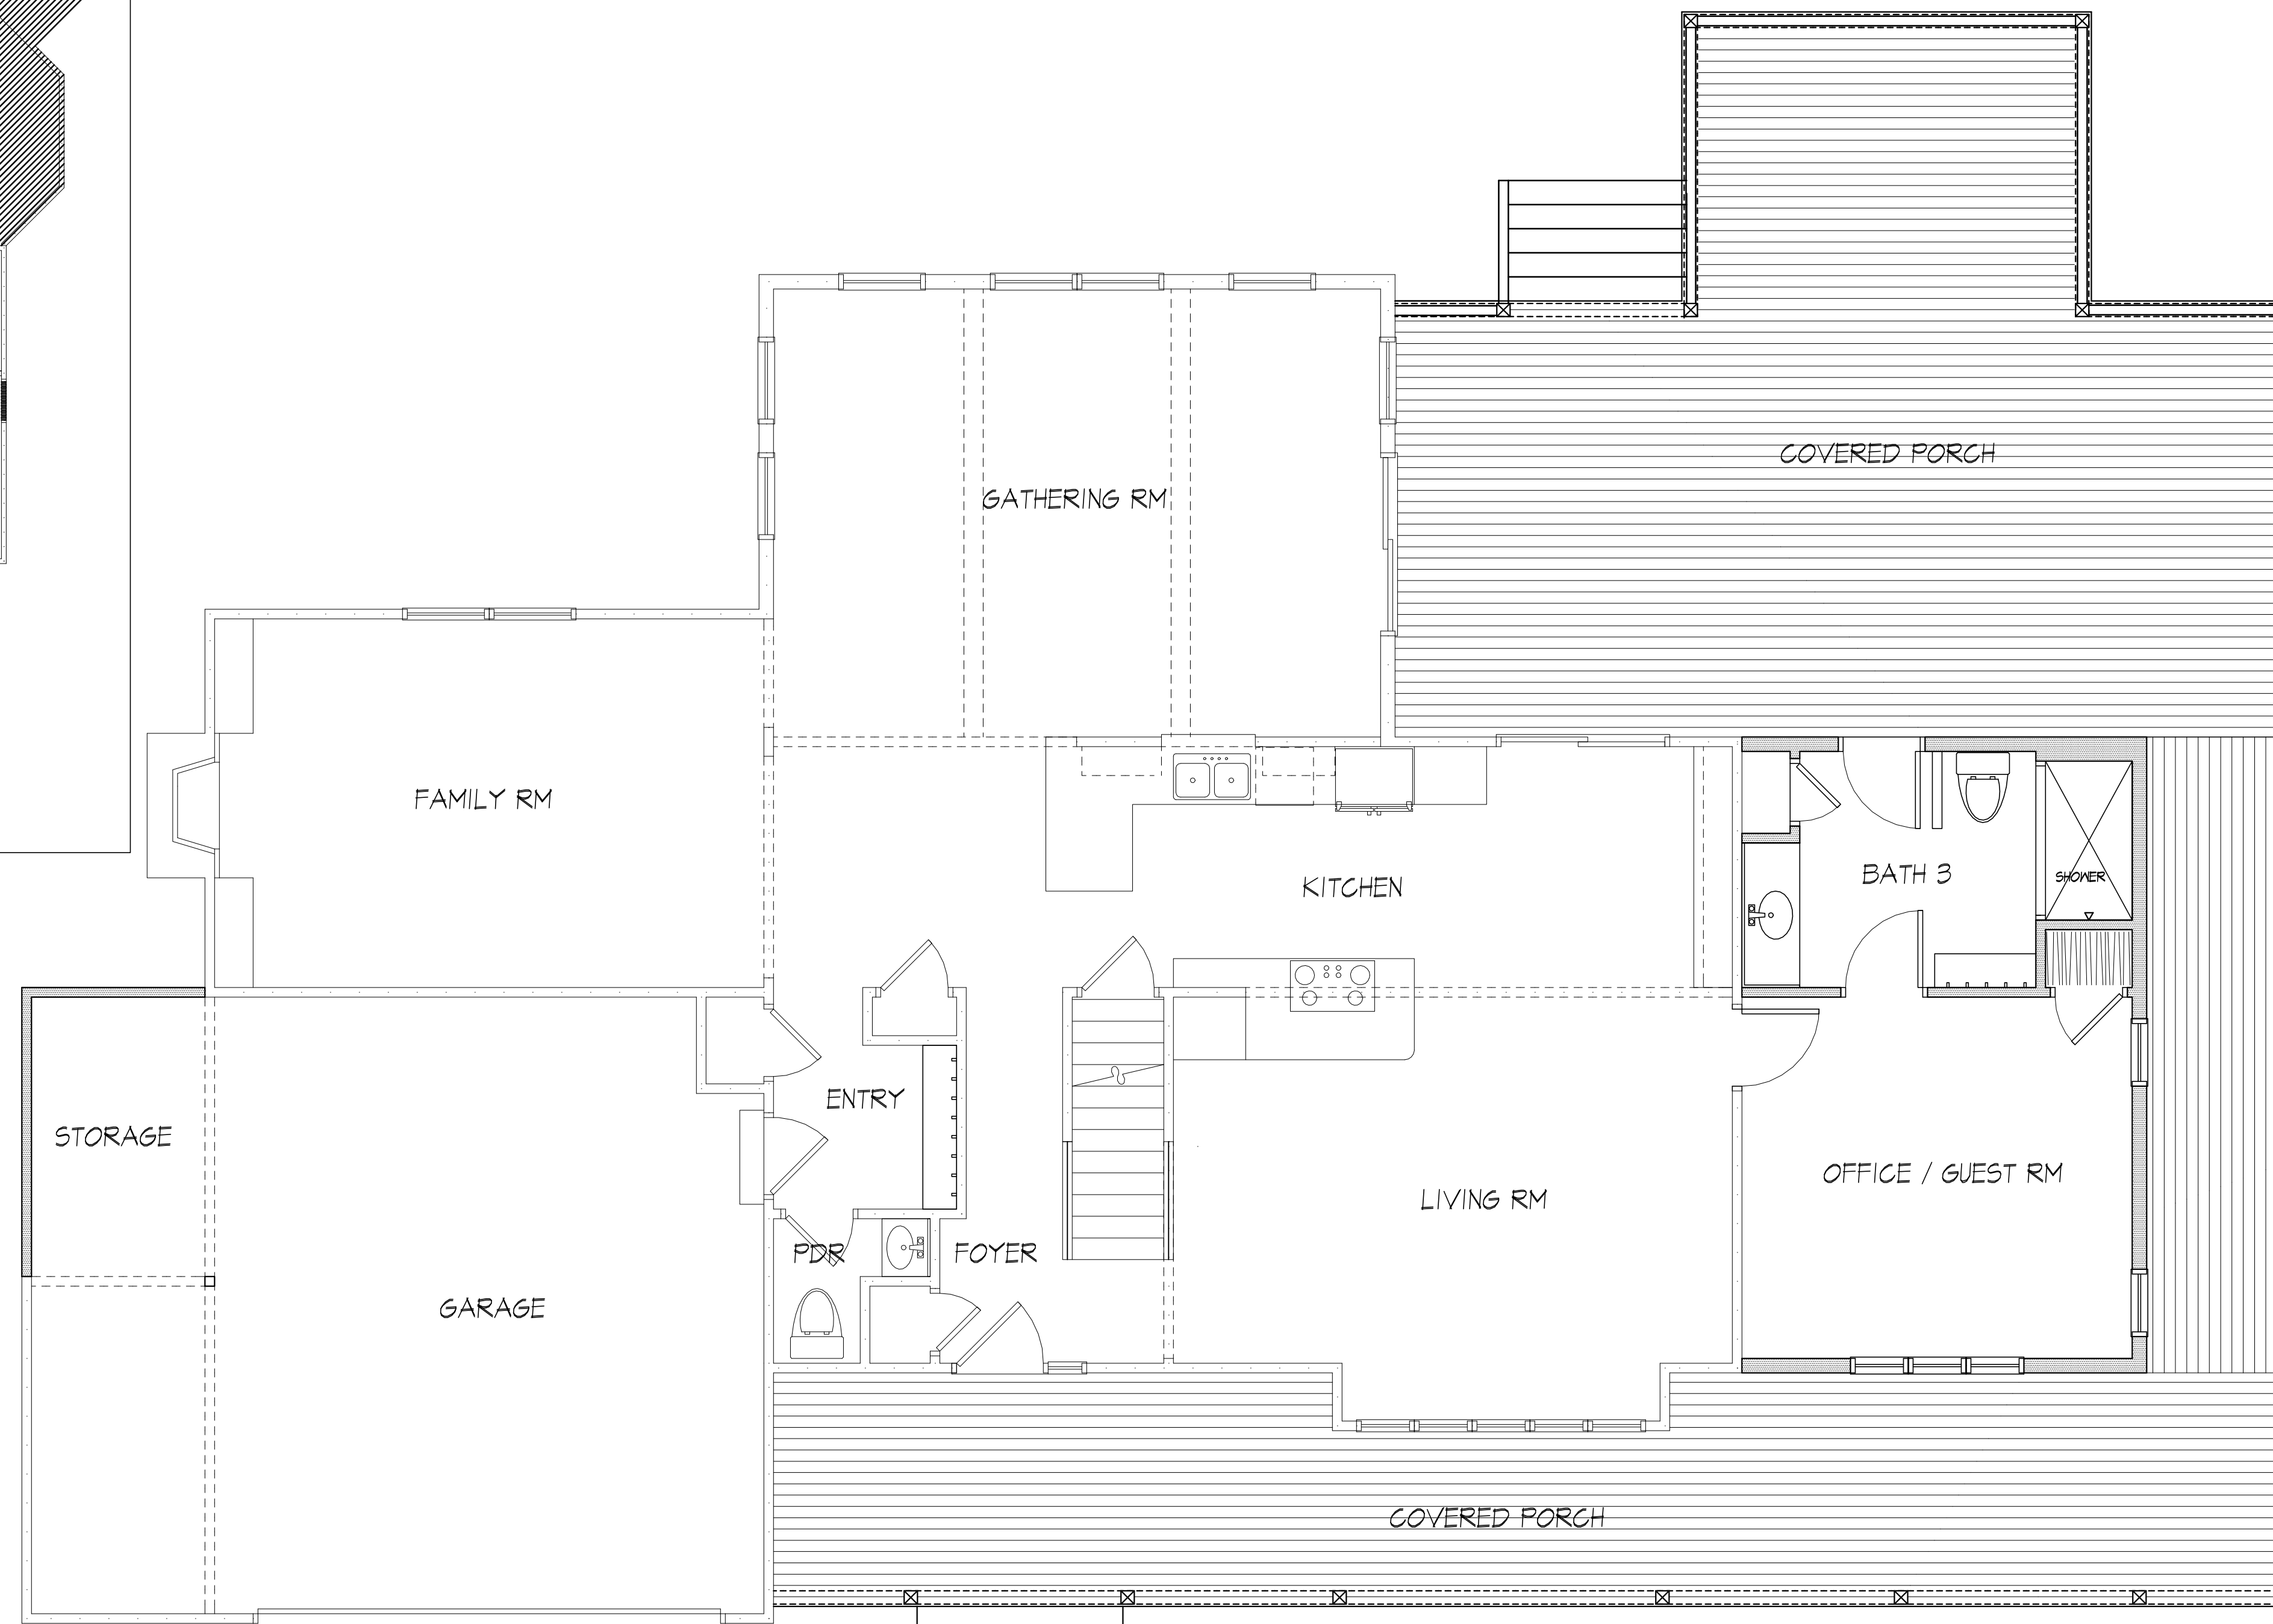 COVERED PORCH
GATHERING RM
FAMILY RM
KITCHEN
BATH 3
SHOWER
ENTRY
STORAGE
OFFICE / GUEST RM
LIVING RM
PDR
FOYER
GARAGE
COVERED PORCH